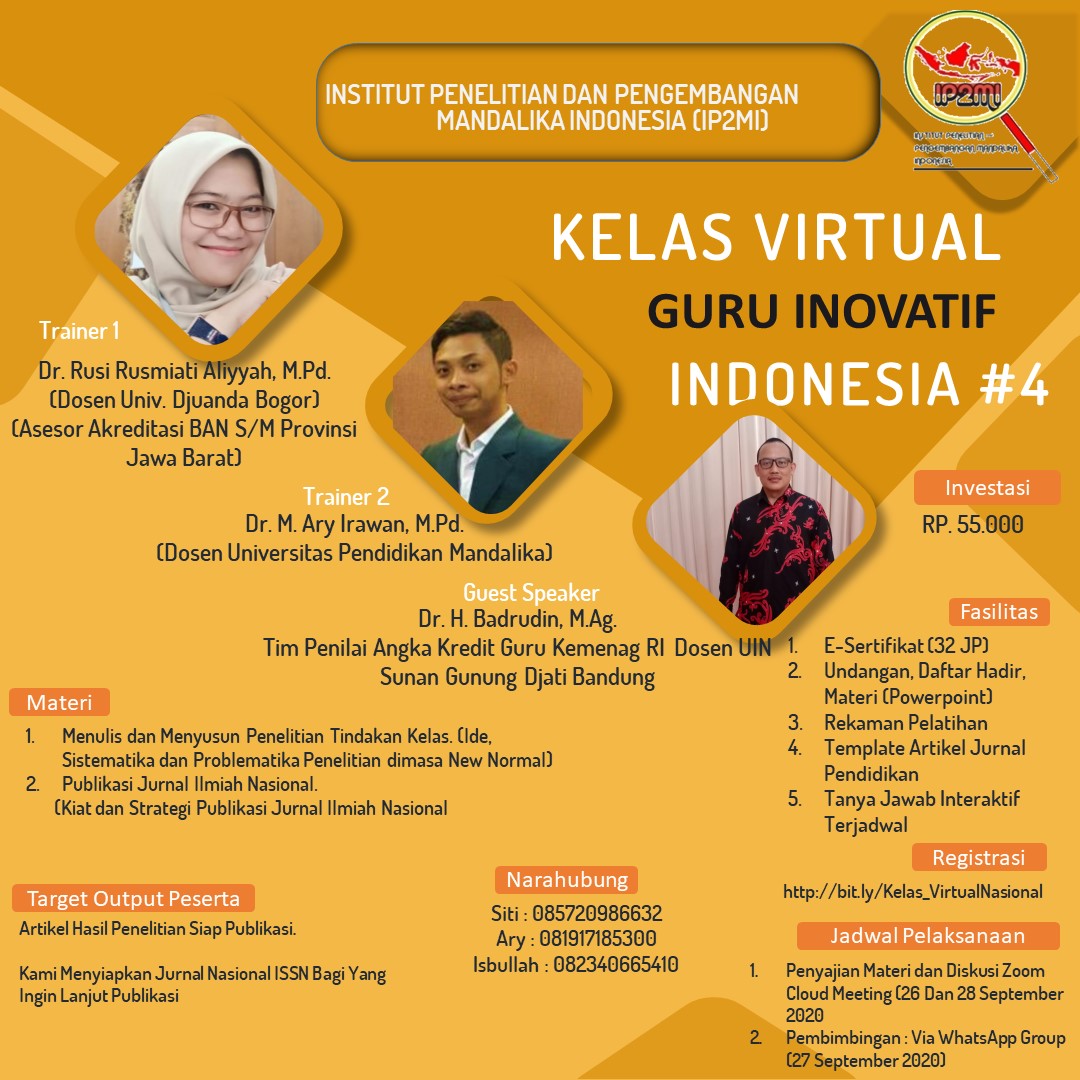 INSTITUT PENELITIAN DAN PENGEMBANGAN
MANDALIKA INDONESIA (IP2MI)
IP2MI
INSTITUT PENELITIAN -
PENGEMBANGAN MANDALIKA
INDONESIA
KELAS VIRTUAL
GURU INOVATIF
INDONESIA #4
Trainer 1
Dr. Rusi Rusmiati Aliyyah, M.Pd.
(Dosen Univ. Djuanda Bogor)
(Asesor Akreditasi BAN S/M Provinsi
Jawa Barat)
Trainer 2
Dr. M. Ary Irawan, M.Pd.
(Dosen Universitas Pendidikan Mandalika)
Guest Speaker
Dr. H. Badrudin, M.Ag.
Tim Penilai Angka Kredit Guru Kemenag RI Dosen UIN
Sunan Gunung Djati Bandung
Investasi
RP. 55.000
Fasilitas
1. E-Sertifikat (32 JP)
2. Undangan, Daftar Hadir,
Materi (Powerpoint)
3. Rekaman Pelatihan
4. Template Artikel Jurnal
Pendidikan
5. Tanya Jawab Interaktif
Terjadwal
Materi
1. Menulis dan Menyusun Penelitian Tindakan Kelas. (Ide,
Sistematika dan Problematika Penelitian dimasa New Normal)
2. Publikasi Jurnal Ilmiah Nasional.
(Kiat dan Strategi Publikasi Jurnal Ilmiah Nasional
Target Output Peserta
Artikel Hasil Penelitian Siap Publikasi.
Kami Menyiapkan Jurnal Nasional ISSN Bagi Yang
Ingin Lanjut Publikasi
Narahubung
Siti : 085720986632
Ary : 081917185300
Isbullah : 082340665410
Registrasi
http://bit.ly/Kelas_VirtualNasional
Jadwal Pelaksanaan
1. Penyajian Materi dan Diskusi Zoom
Cloud Meeting (26 Dan 28 September
2020
2. Pembimbingan : Via WhatsApp Group
(27 September 2020)